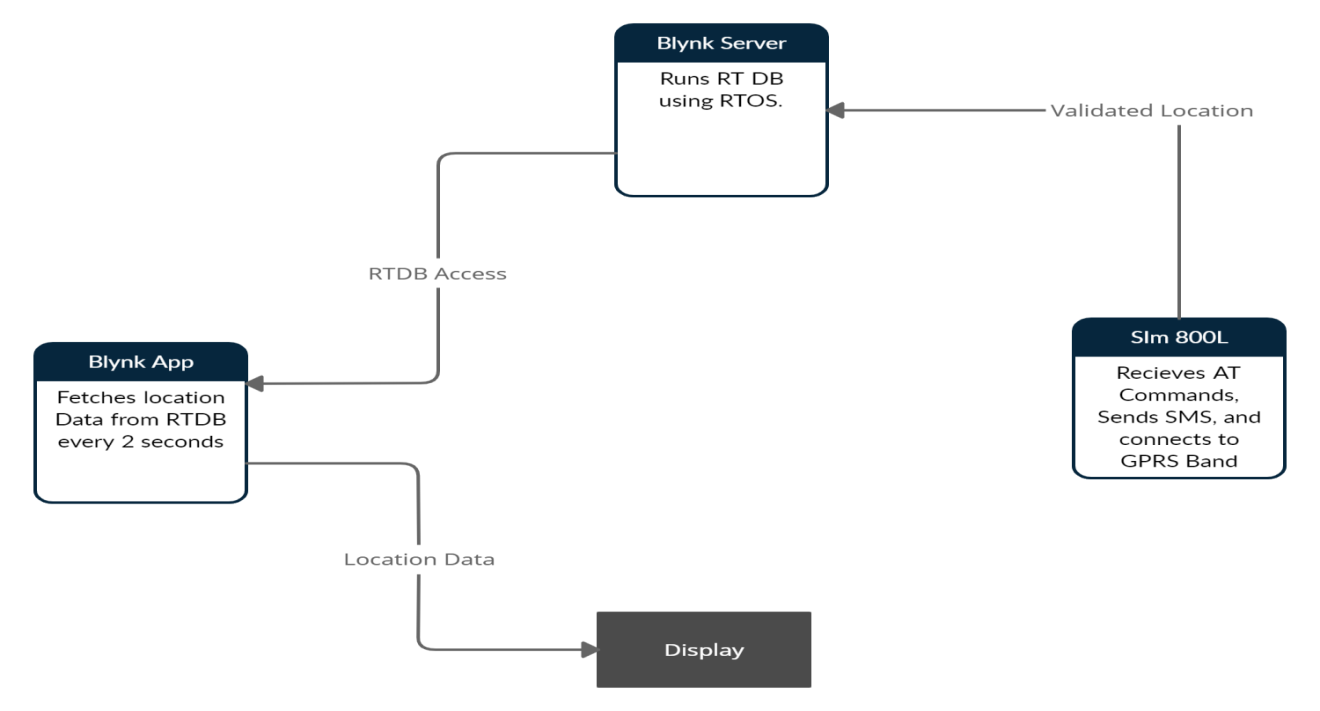 Blynk Server
Runs RT DB
using RTOS.
Validated Location
RTDB Access
Blynk App
Fetches location
Data from RTDB
every 2 seconds
SIm 800L
Recieves AT
Commands,
Sends SMS, and
connects to
GPRS Band
Location Data
Display